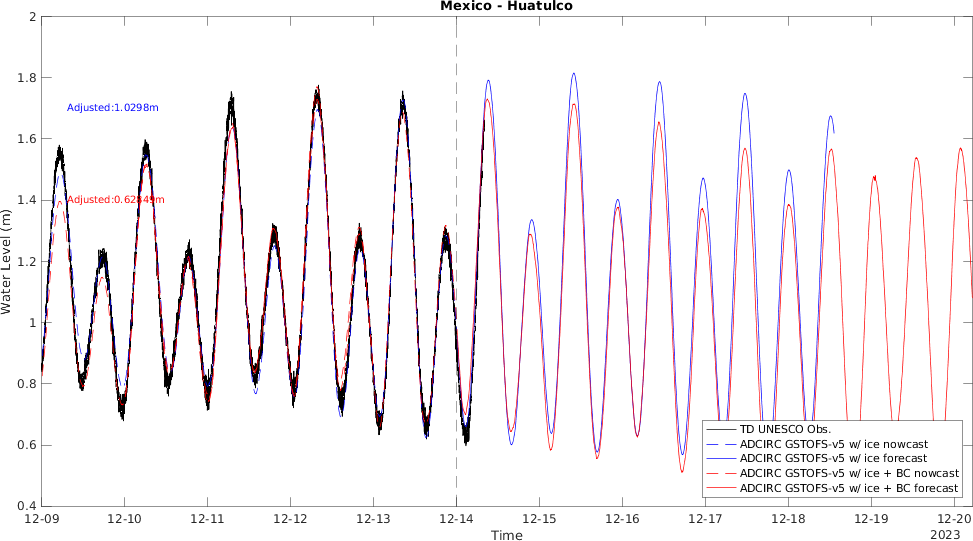 Mexico - Huatulco
2
1.8
1.6
1.4
1.2
1
0.8
0.6
0.4
Water Level (m)
Adjusted:1.0298m
Adjusted:0.62849m
TD UNESCO Obs.
ADCIRC GSTOFS-v5 w/ ice nowcast
ADCIRC GSTOFS-v5 w/ ice forecast
ADCIRC GSTOFS-v5 w/ ice + BC nowcast
ADCIRC GSTOFS-v5 w/ ice + BC forecast
12-09 12-10 12-11 12-12 12-13 12-14 12-15 12-16 12-17 12-18 12-19 12-20
Time
2023